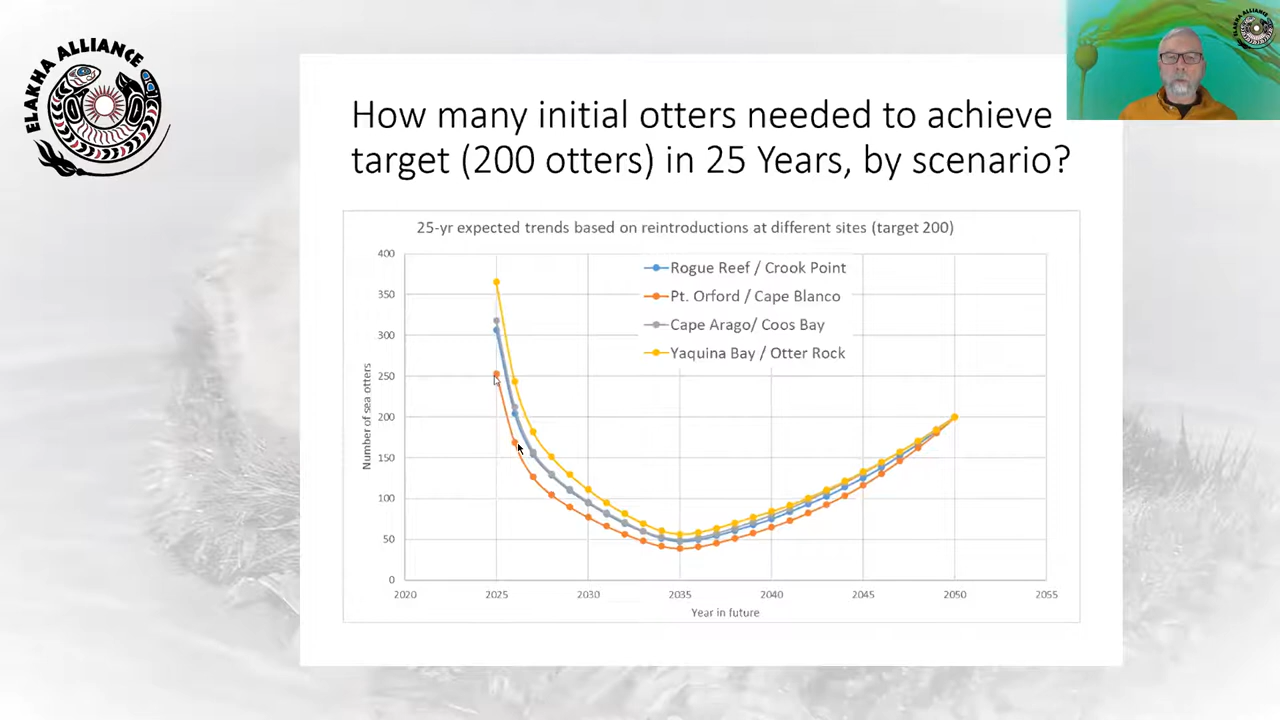 ELAKHA ALLIANCE
How many initial otters needed to achieve
target (200 otters) in 25 Years, by scenario?
25-yr expected trends based on reintroductions at different sites (target 200)
400
350
300
250
200
150
100
50
0
Number of sea otters
Rogue Reef / Crook Point
Pt. Orford / Cape Blanco
Cape Arago/ Coos Bay
Yaquina Bay / Otter Rock
2020 2025 2030 2035 2040 2045 2050 2055
Year in future